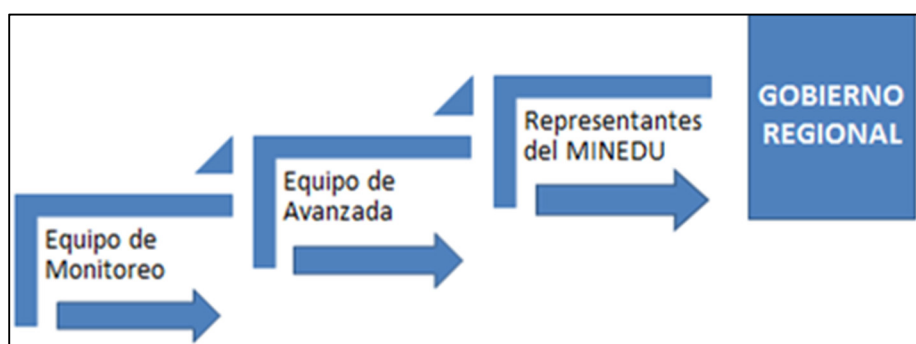 Equipo de
Monitoreo
Equipo de
Avanzada
Representantes
del MINEDU
GOBIERNO
REGIONAL